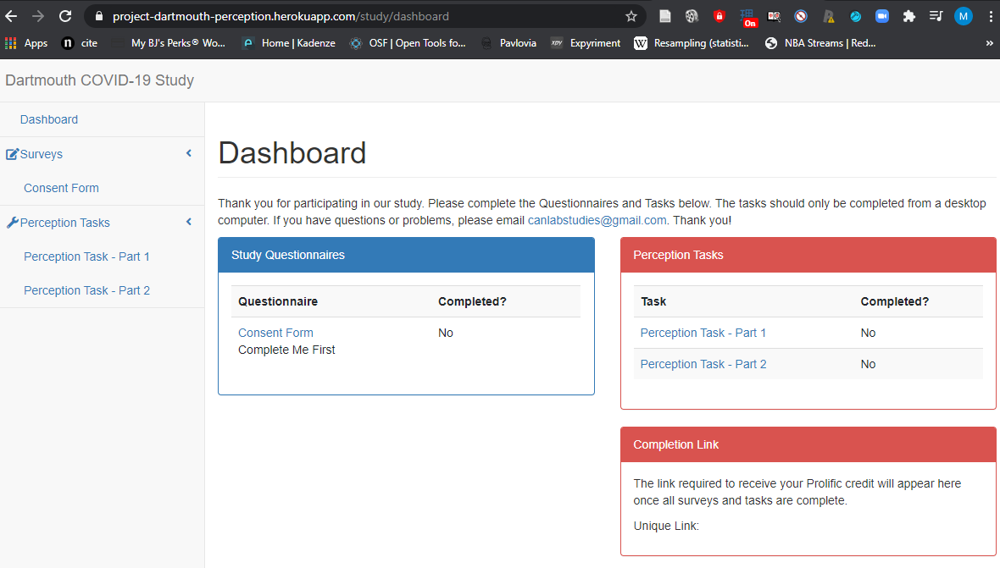 project-dartmouth-perception.herokuapp.com/study/dashboard
On
M
Apps
n cite
My BJ's Perks® Wo...
Home | Kadenze
OSF | Open Tools fo...
Pavlovia
XPY Expyriment
W Resampling (statisti...
NBA Streams | Red...
»
Dartmouth COVID-19 Study
Dashboard
Surveys
Consent Form
Perception Tasks
Perception Task - Part 1
Perception Task - Part 2
Dashboard
Thank you for participating in our study. Please complete the Questionnaires and Tasks below. The tasks should only be completed from a desktop
computer. If you have questions or problems, please email canlabstudies@gmail.com. Thank you!
Study Questionnaires
Questionnaire Completed?
Consent Form No
Complete Me First
Perception Tasks
Task Completed?
Perception Task - Part 1 No
Perception Task - Part 2 No
Completion Link
The link required to receive your Prolific credit will appear here
once all surveys and tasks are complete.
Unique Link: